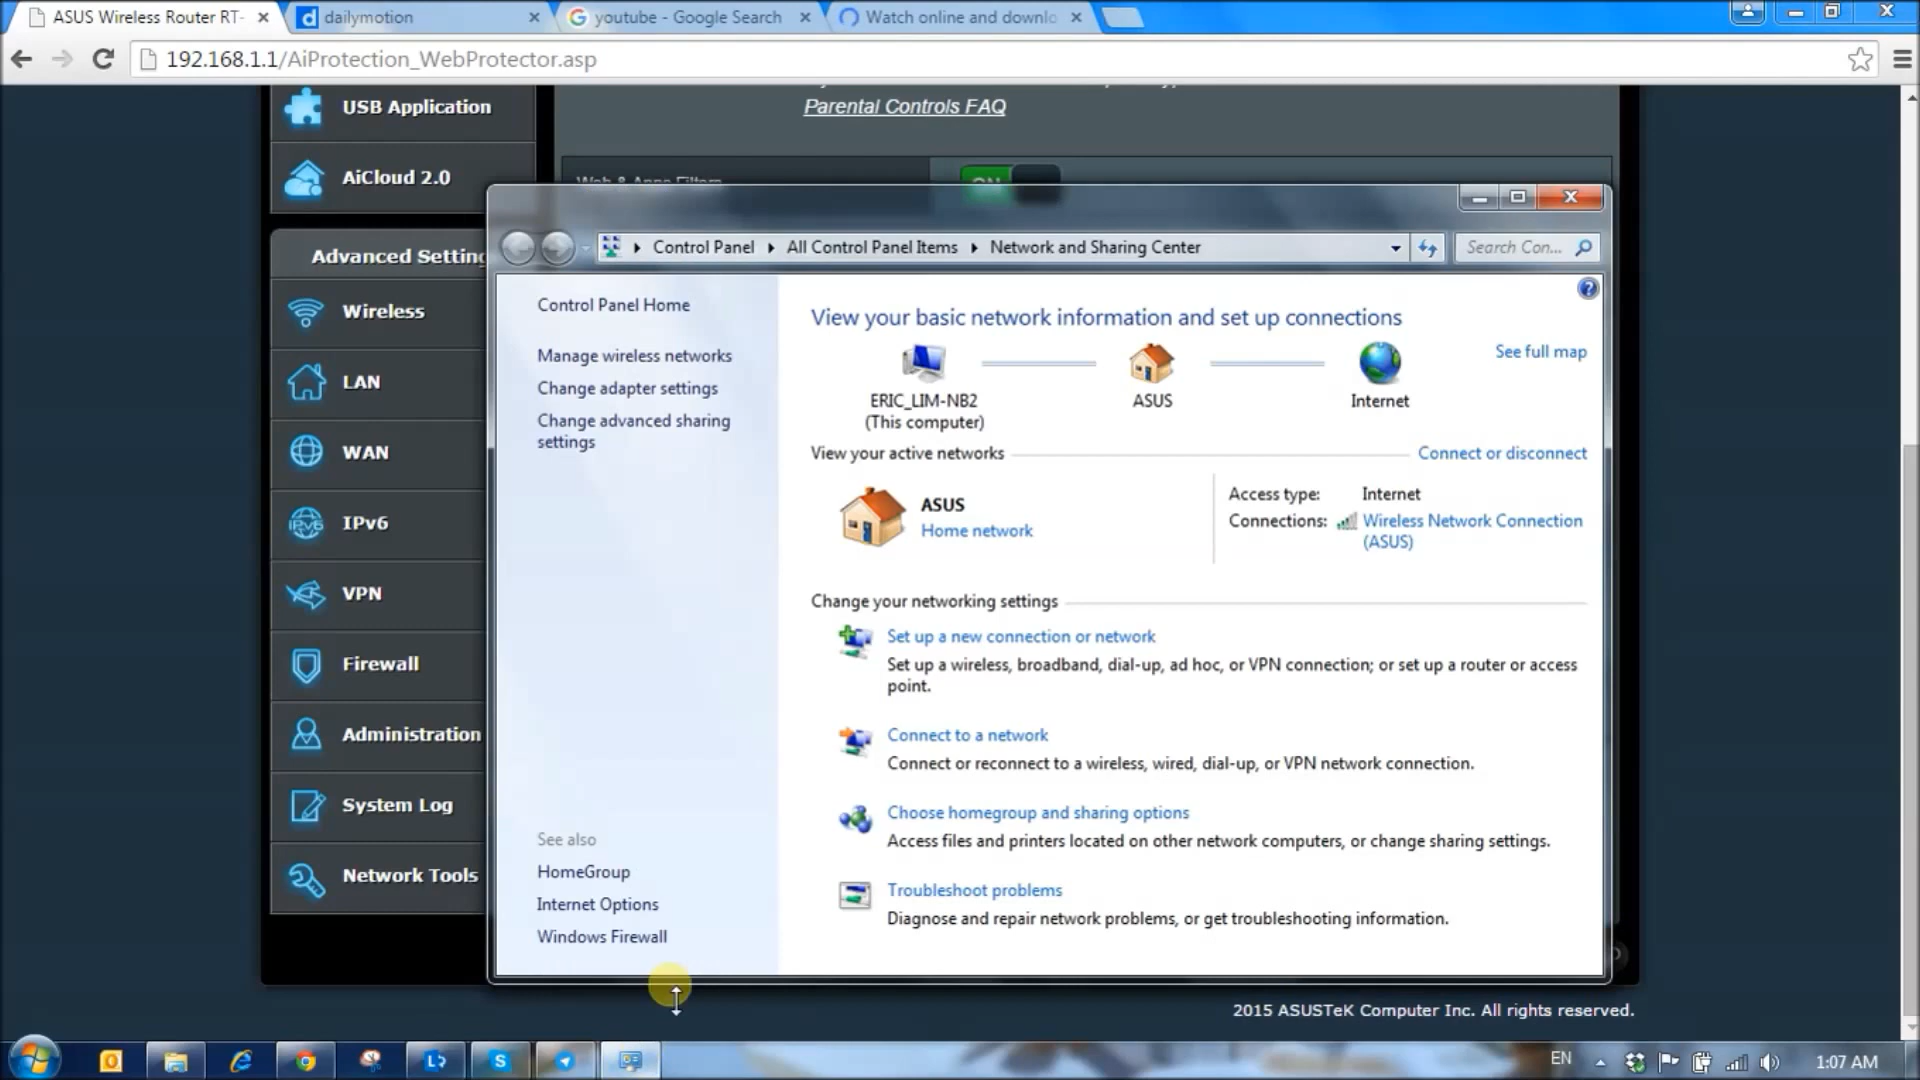 ASUS Wireless Router RT-
dailymotion
youtube - Google Search
Watch online and downlo
192.168.1.1/AiProtection_WebProtector.asp
USB Application
AiCloud 2.0
Advanced Setting
Wireless
LAN
WAN
IPv6
VPN
Firewall
Administration
System Log
Network Tools
Parental Controls FAQ
Web & Apps Filters
ON
Control Panel
All Control Panel Items
Network and Sharing Center
Search Con...
Control Panel Home
Manage wireless networks
Change adapter settings
Change advanced sharing
settings
See also
HomeGroup
Internet Options
Windows Firewall
View your basic network information and set up connections
See full map
ERIC_LIM-NB2
(This computer)
ASUS
Internet
View your active networks
Connect or disconnect
ASUS
Home network
Access type: Internet
Connections: Wireless Network Connection
(ASUS)
Change your networking settings
Set up a new connection or network
Set up a wireless, broadband, dial-up, ad hoc, or VPN connection; or set up a router or access
point.
Connect to a network
Connect or reconnect to a wireless, wired, dial-up, or VPN network connection.
Choose homegroup and sharing options
Access files and printers located on other network computers, or change sharing settings.
Troubleshoot problems
Diagnose and repair network problems, or get troubleshooting information.
2015 ASUSTeK Computer Inc. All rights reserved.
EN
1:07 AM